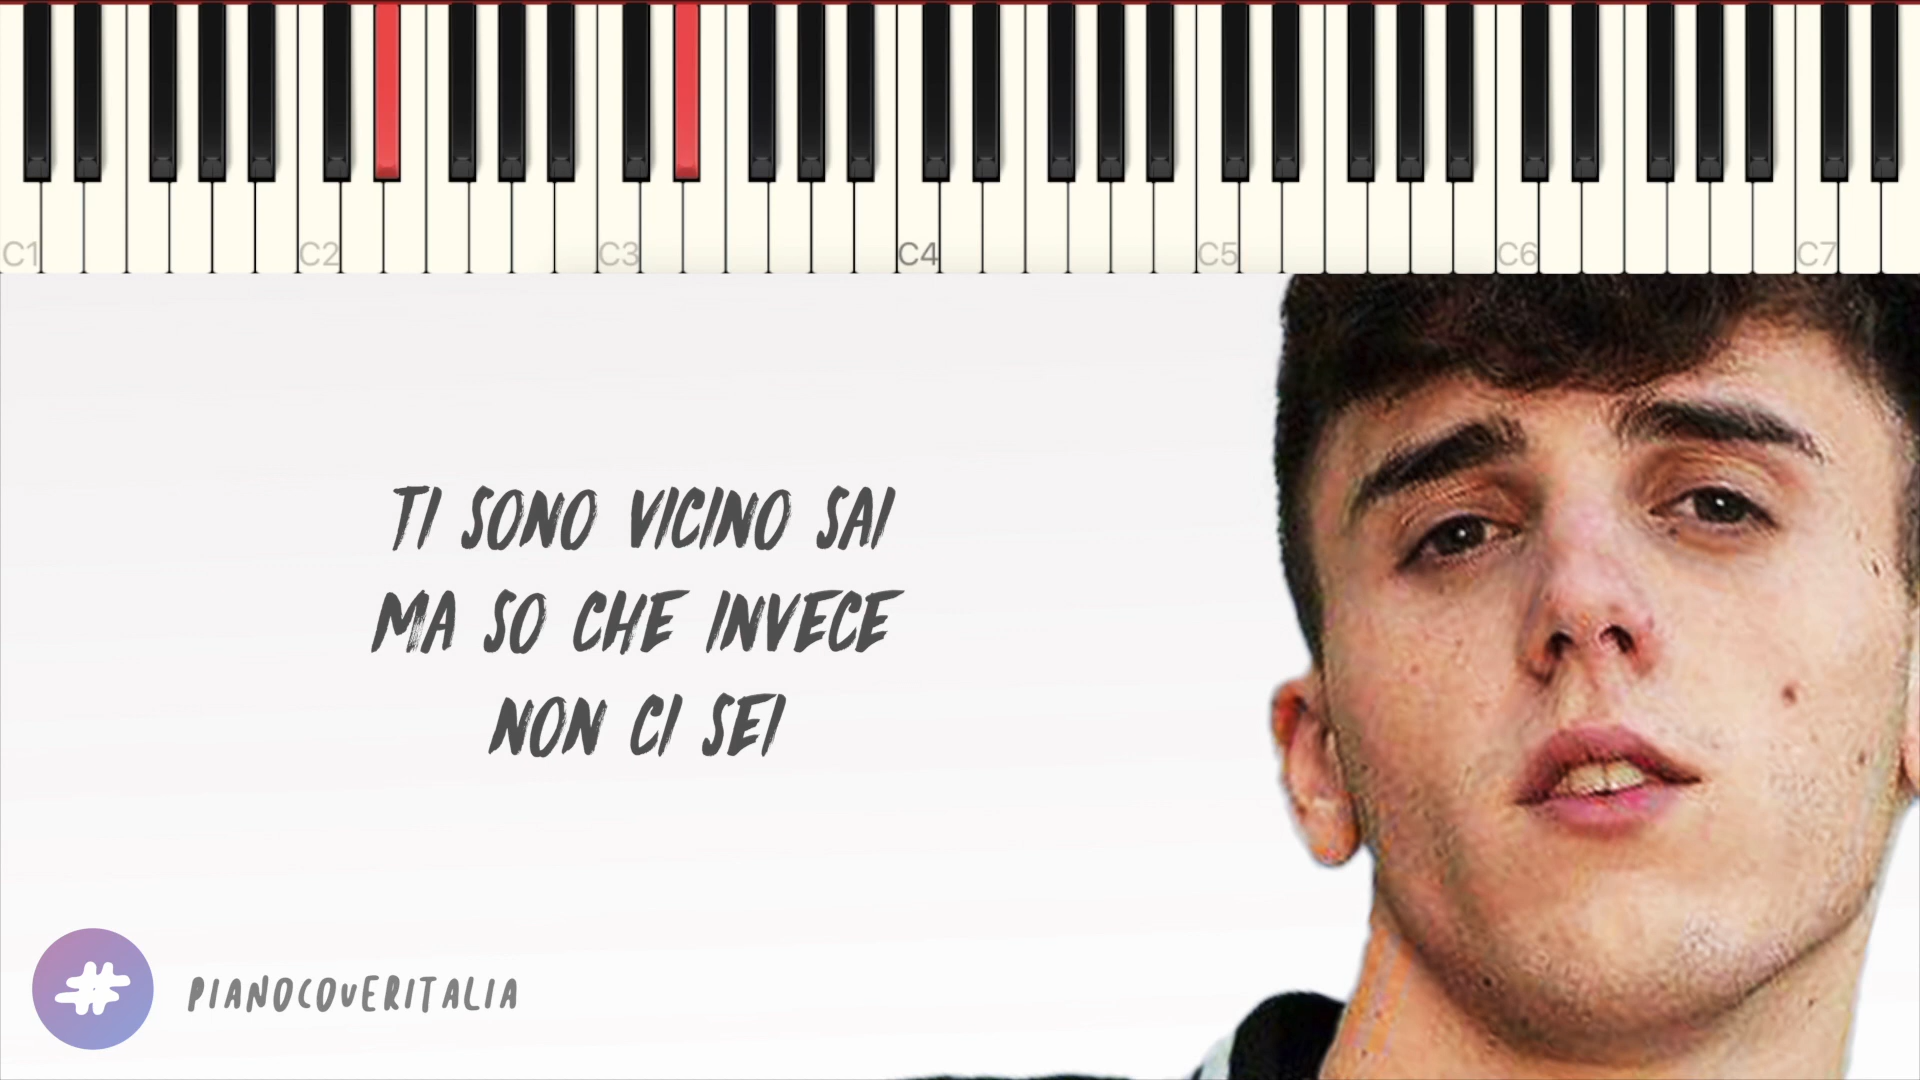 C1 C2 C3 C4 C5 C6 C7
TI SONO VICINO SAI
MA SO CHE INVECE
NON CI SEI
# PIANOCOVERITALIA